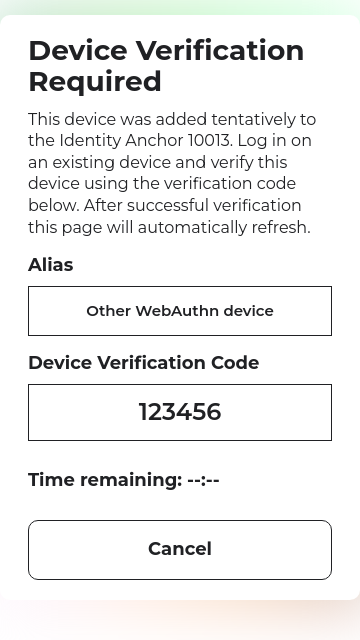 Device Verification
Required
This device was added tentatively to
the Identity Anchor 10013. Log in on
an existing device and verify this
device using the verification code
below. After successful verification
this page will automatically refresh.
Alias
Other WebAuthn device
Device Verification Code
123456
Time remaining: --:--
Cancel